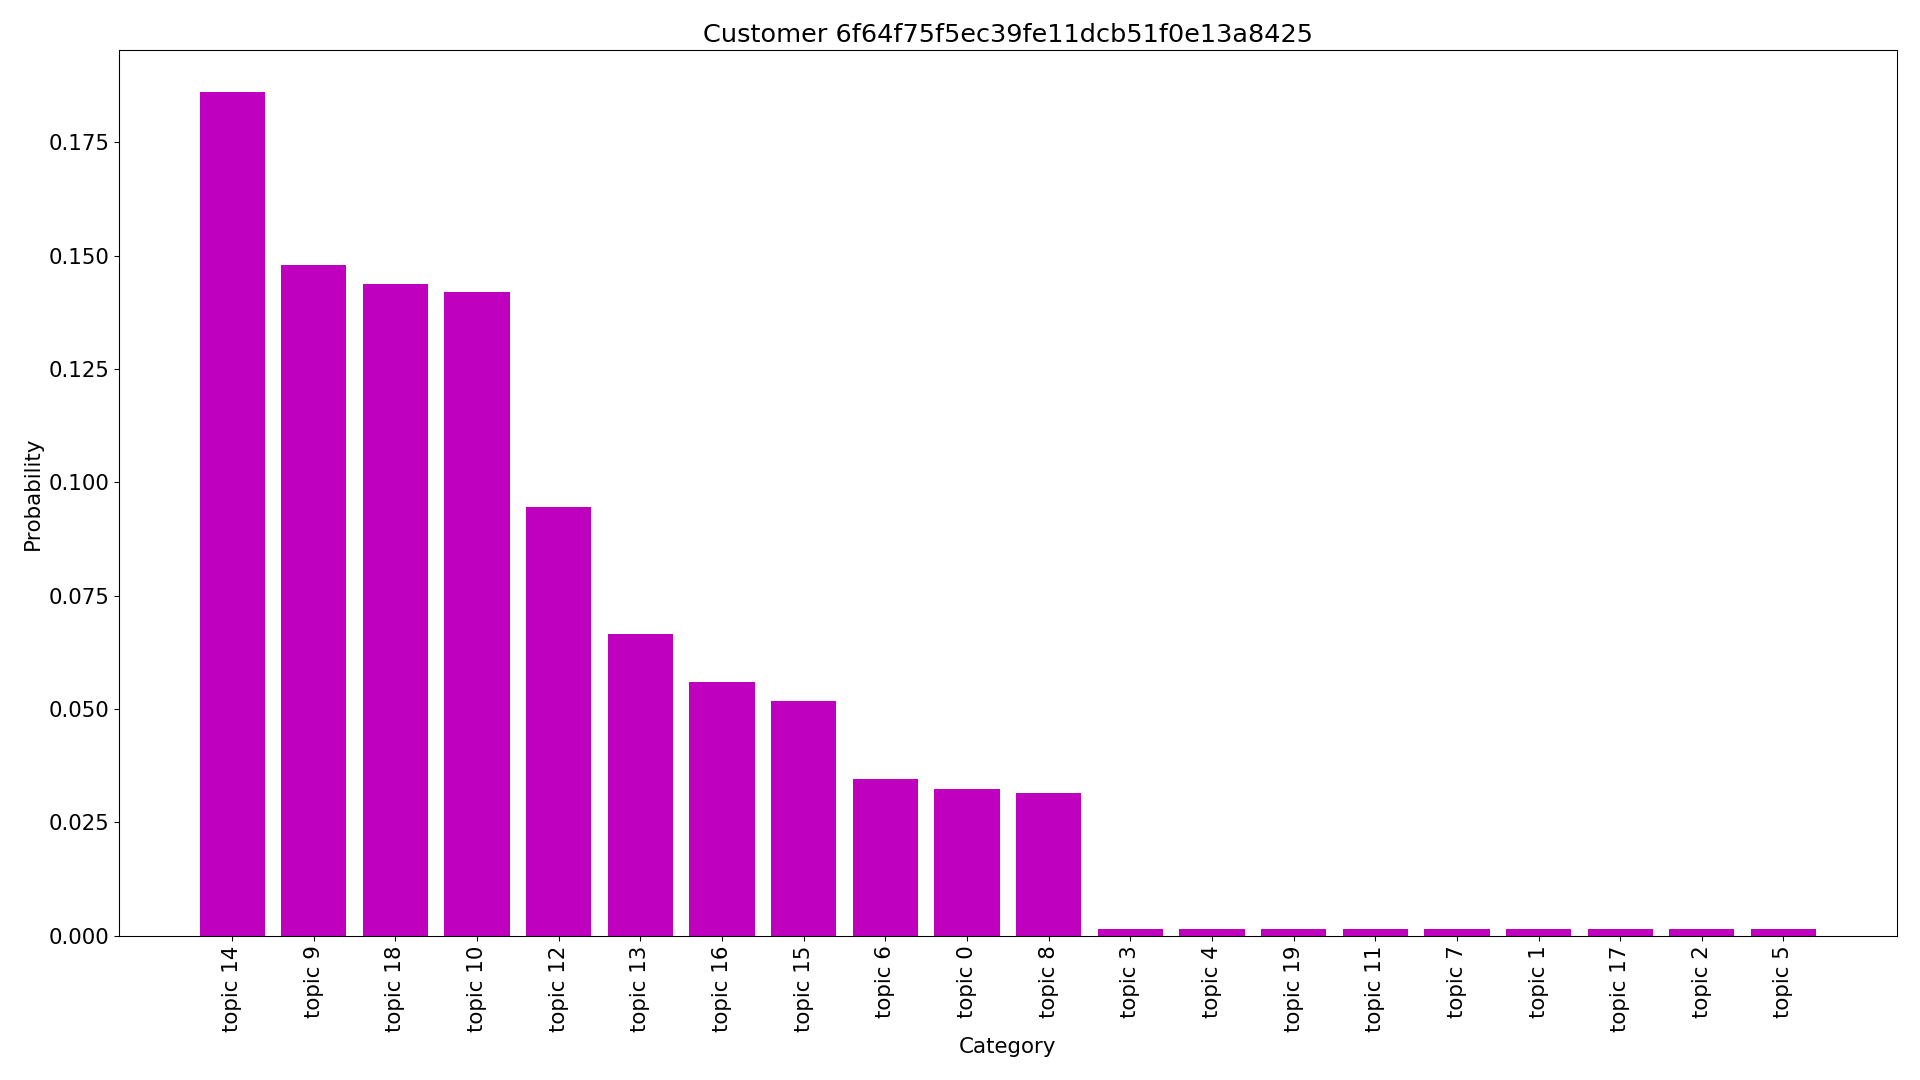 Customer 6f64f75f5ec39fe11dcb51f0e13a8425
Probability
0.175
0.150
0.125
0.100
0.075
0.050
0.025
0.000
topic 14
topic 9
topic 18
topic 10
topic 12
topic 13
topic 16
topic 15
topic 6
topic 0
topic 8
topic 3
topic 4
topic 19
topic 11
topic 7
topic 1
topic 17
topic 2
topic 5
Category